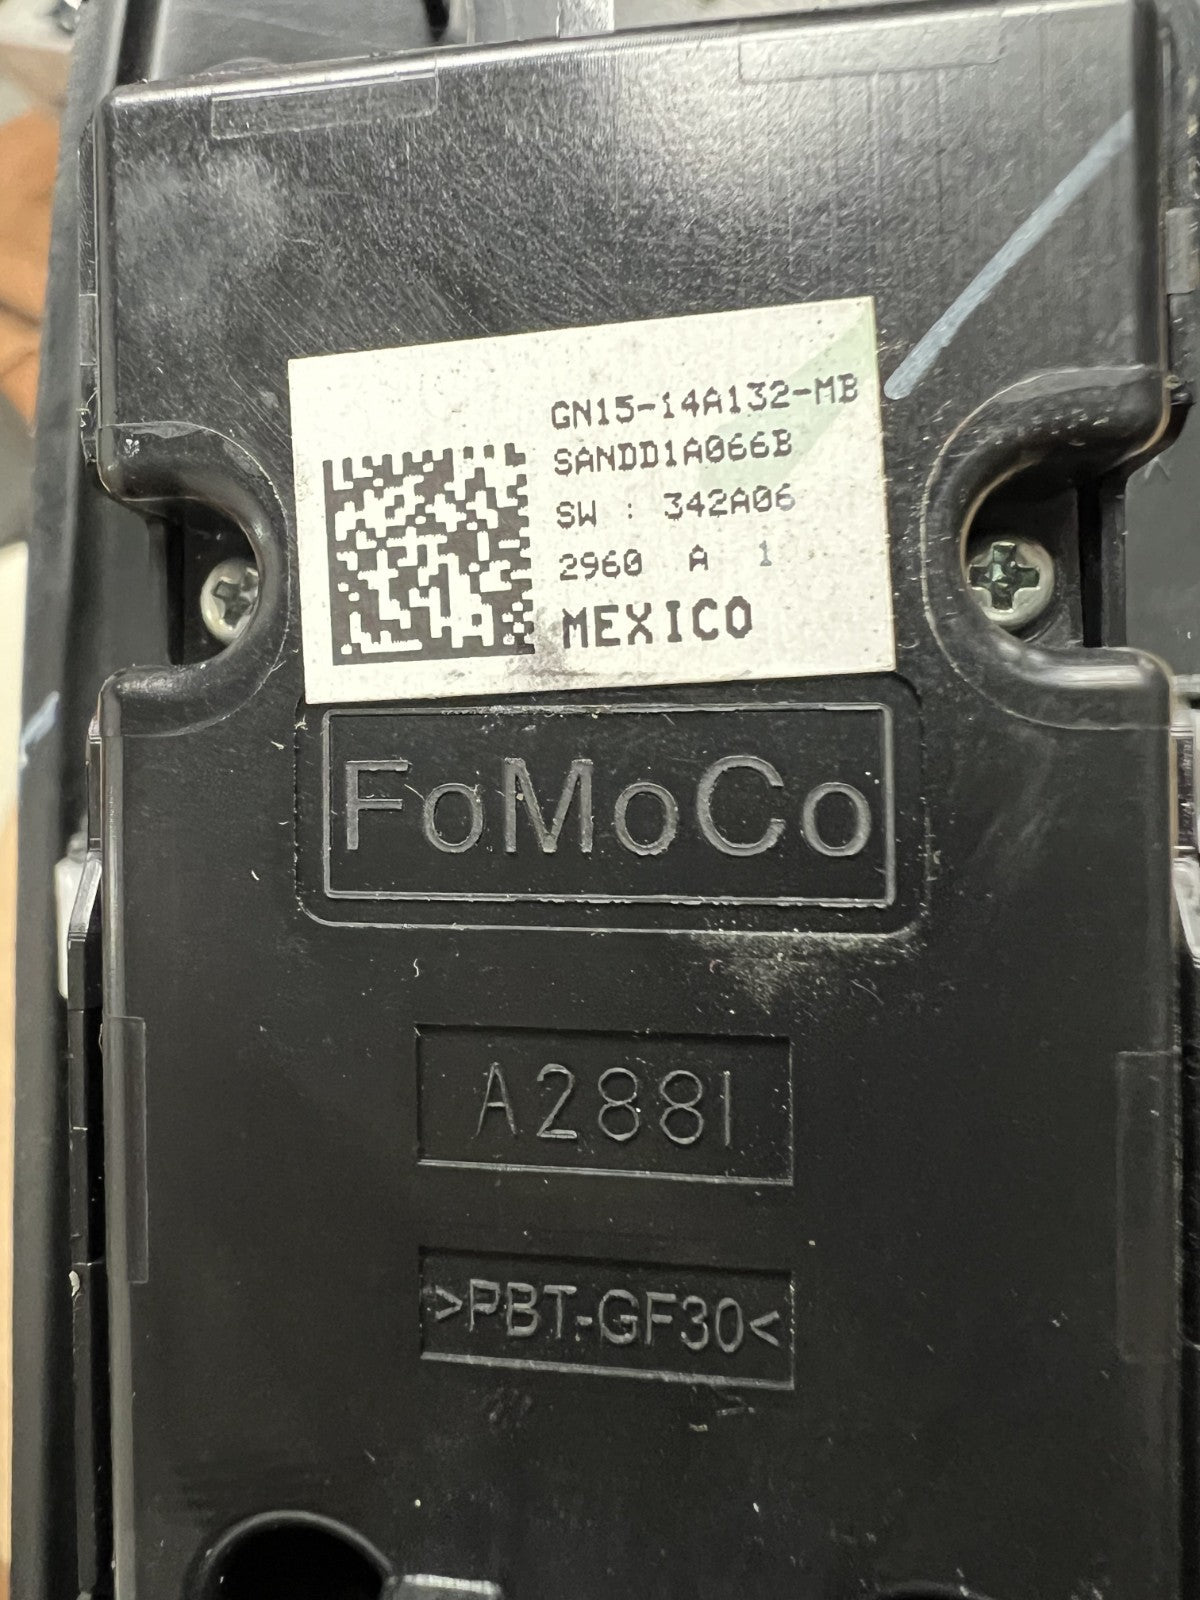 GN15-14A132-MB
SANDD1A066B
SW : 342A06
2960 A 1
MEXICO
FoMoCo
A2881
>PBT-GF30<